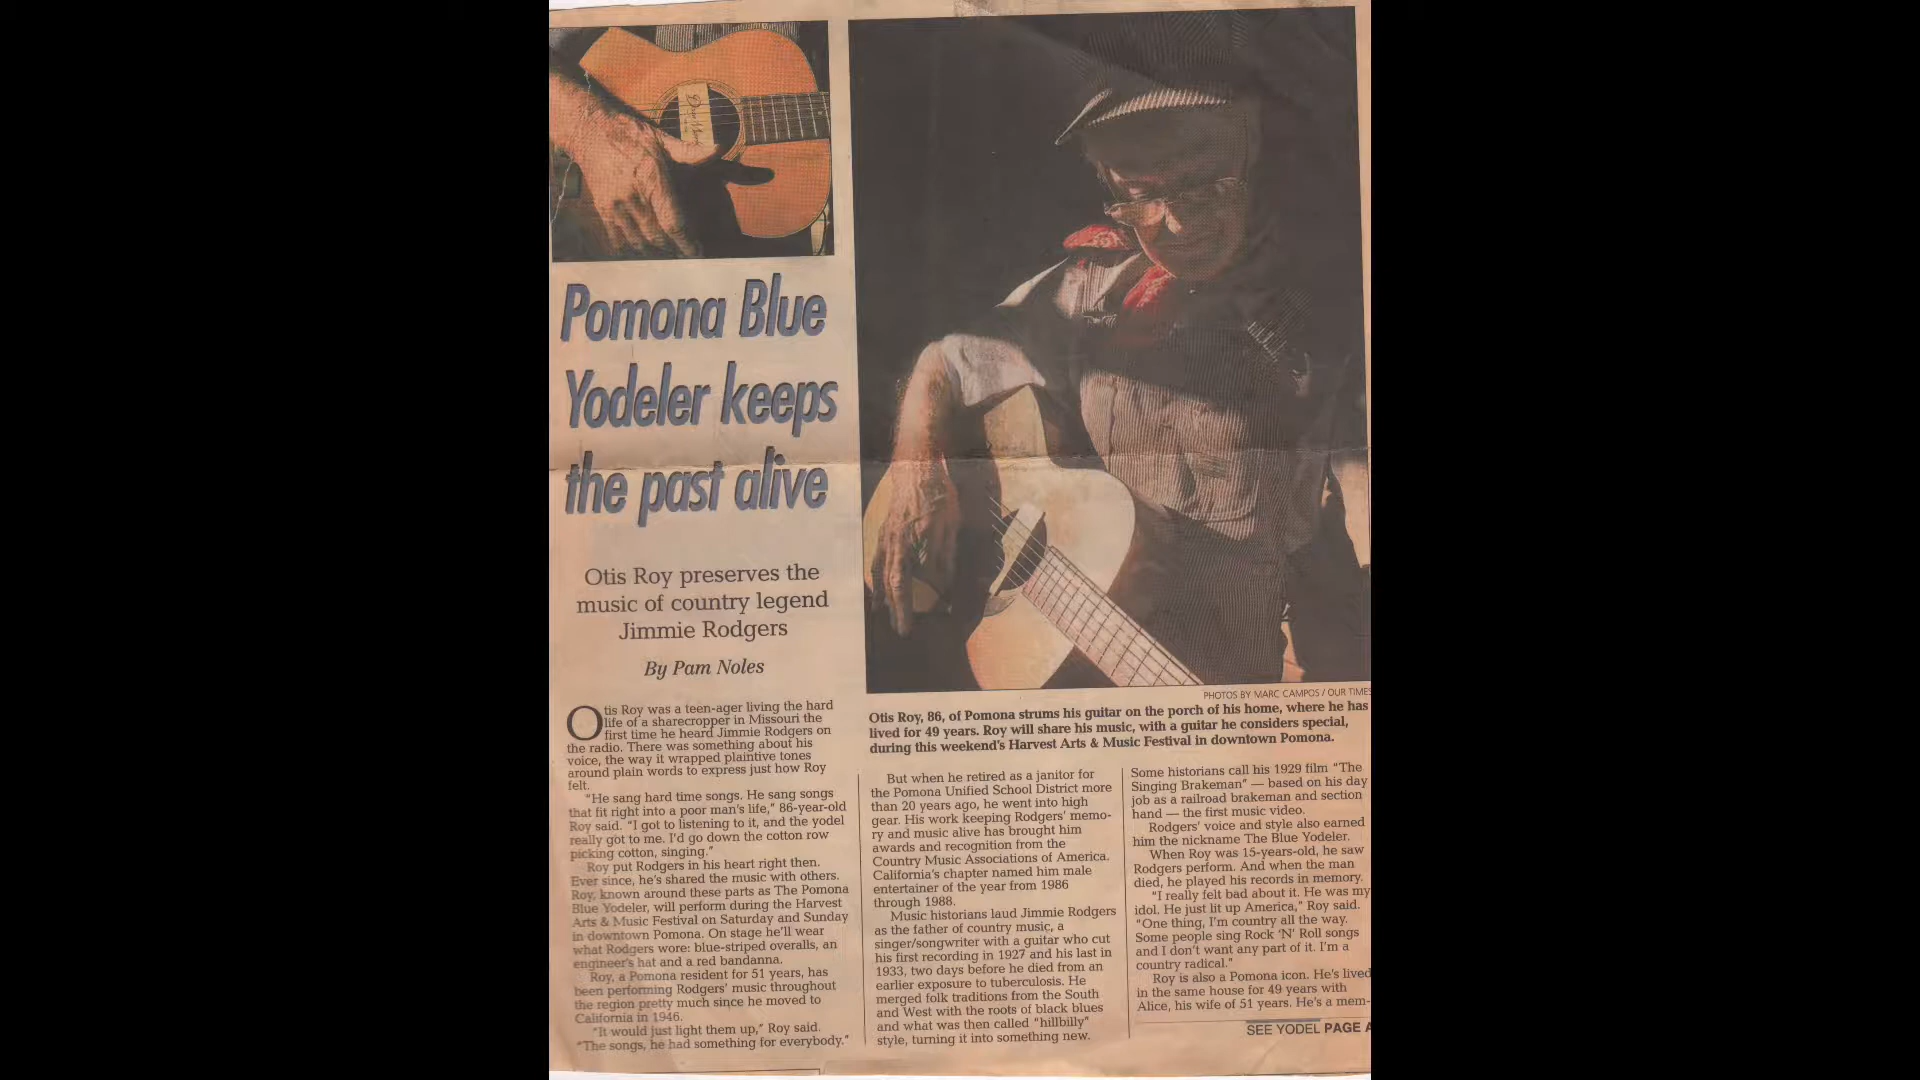 Pomona Blue
Yodeler keeps
the past alive
Otis Roy preserves the
music of country legend
Jimmie Rodgers
By Pam Noles
Otis Roy was a teen-ager living the hard
life of a sharecropper in Missouri the
first time he heard Jimmie Rodgers on
the radio. There was something about his
voice, the way it wrapped plaintive tones
around plain words to express just how Roy
felt.
"He sang hard time songs. He sang songs
that fit right into a poor man's life," 86-year-old
Roy said. "I got to listening to it, and the yodel
really got to me. I'd go down the cotton row
picking cotton, singing."
Roy put Rodgers in his heart right then.
Ever since, he's shared the music with others.
Roy, known around these parts as The Pomona
Blue Yodeler, will perform during the Harvest
Arts & Music Festival on Saturday and Sunday
in downtown Pomona. On stage he'll wear
what Rodgers wore: blue-striped overalls, an
engineer's hat and a red bandanna.
Roy, a Pomona resident for 51 years, has
been performing Rodgers' music throughout
the region pretty much since he moved to
California in 1946.
"It would just light them up," Roy said.
"The songs, he had something for everybody."
PHOTOS BY MARC CAMPOS / OUR TIMES
Otis Roy, 86, of Pomona strums his guitar on the porch of his home, where he has
lived for 49 years. Roy will share his music, with a guitar he considers special,
during this weekend's Harvest Arts & Music Festival in downtown Pomona.
But when he retired as a janitor for
the Pomona Unified School District more
than 20 years ago, he went into high
gear. His work keeping Rodgers' memo-
ry and music alive has brought him
awards and recognition from the
Country Music Associations of America.
California's chapter named him male
entertainer of the year from 1986
through 1988.
Music historians laud Jimmie Rodgers
as the father of country music, a
singer/songwriter with a guitar who cut
his first recording in 1927 and his last in
1933, two days before he died from an
earlier exposure to tuberculosis. He
merged folk traditions from the South
and West with the roots of black blues
and what was then called "hillbilly"
style, turning it into something new.
Some historians call his 1929 film "The
Singing Brakeman" — based on his day
job as a railroad brakeman and section
hand — the first music video.
Rodgers' voice and style also earned
him the nickname The Blue Yodeler.
When Roy was 15-years-old, he saw
Rodgers perform. And when the man
died, he played his records in memory.
"I really felt bad about it. He was my
idol. He just lit up America," Roy said.
"One thing, I'm country all the way.
Some people sing Rock 'N' Roll songs
and I don't want any part of it. I'm a
country radical."
Roy is also a Pomona icon. He's lived
in the same house for 49 years with
Alice, his wife of 51 years. He's a mem-
SEE YODEL PAGE A